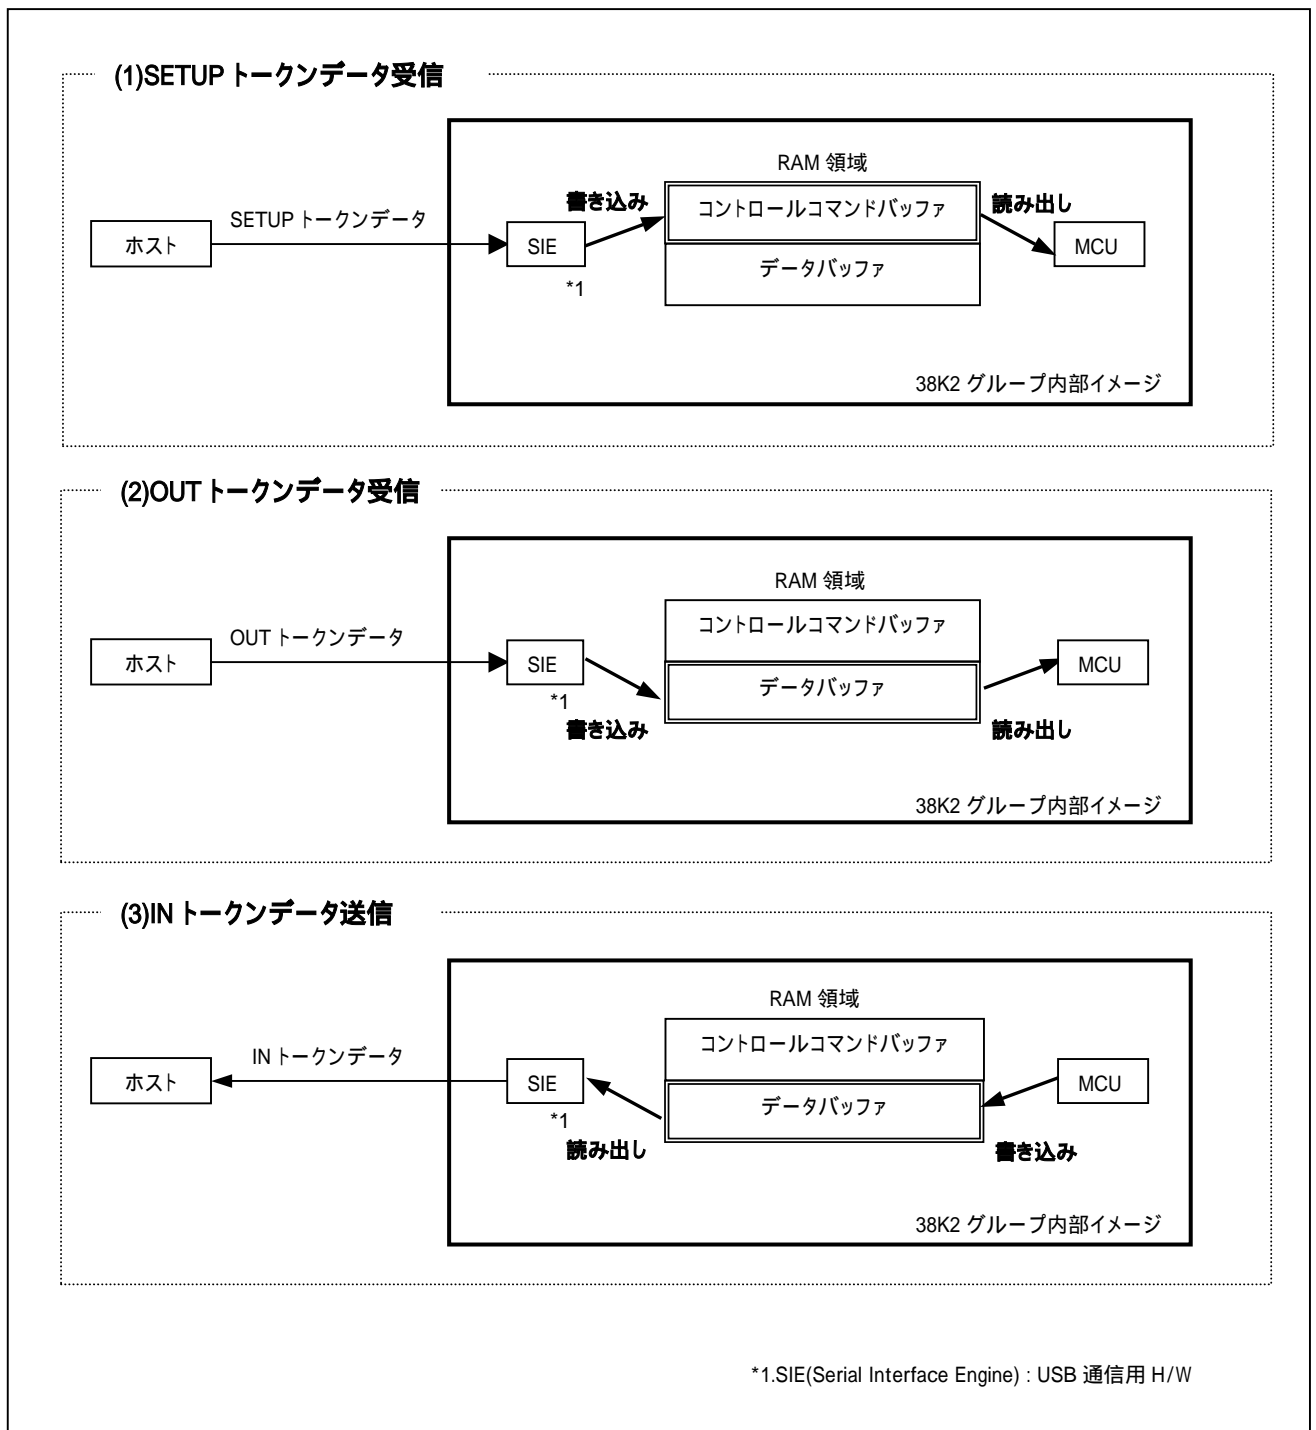 (1)SETUP トークンデータ受信
RAM 領域
書き込み
コントロールコマンドバッファ
読み出し
SETUP トークンデータ
ホスト
SIE
MCU
データバッファ
*1
38K2 グループ内部イメージ
(2)OUT トークンデータ受信
RAM 領域
コントロールコマンドバッファ
OUT トークンデータ
ホスト
SIE
MCU
データバッファ
*1
書き込み
読み出し
38K2 グループ内部イメージ
(3)IN トークンデータ送信
RAM 領域
コントロールコマンドバッファ
IN トークンデータ
ホスト
SIE
MCU
データバッファ
*1
読み出し
書き込み
38K2 グループ内部イメージ
*1.SIE(Serial Interface Engine) : USB 通信用 H/W